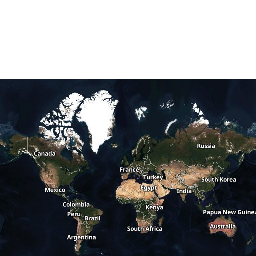 Russia
Canada
France
South Korea
Turkey
Egypt
India
Mexico
Colombia
Kenya
Papua New Guinea
Peru
Brazil
Australia
South Africa
Argentina